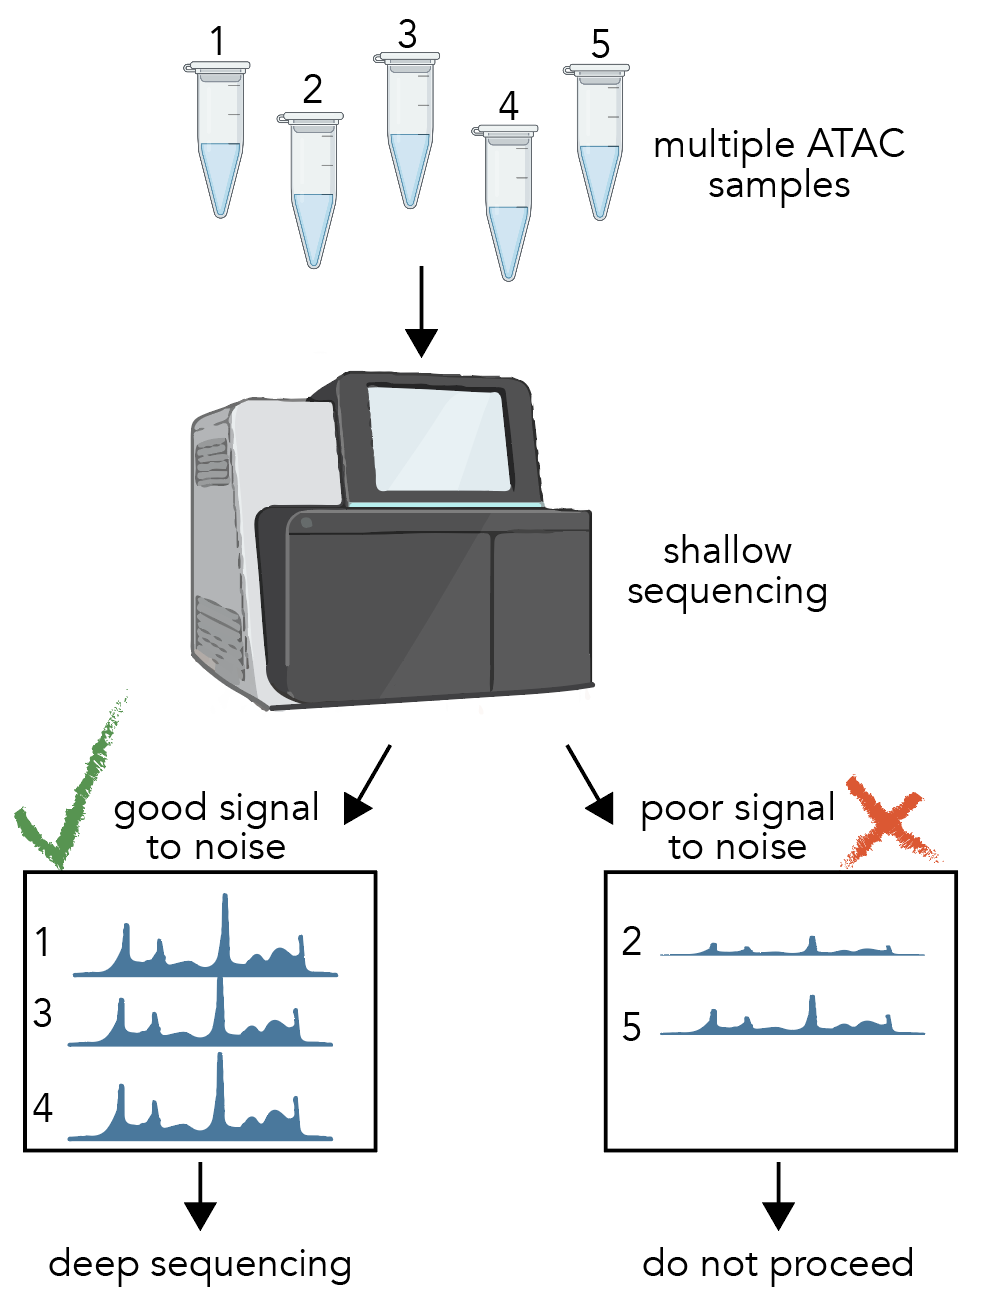 1
2
3
4
5
multiple ATAC
samples
shallow
sequencing
good signal
to noise
poor signal
to noise
1
3
4
2
5
deep sequencing
do not proceed